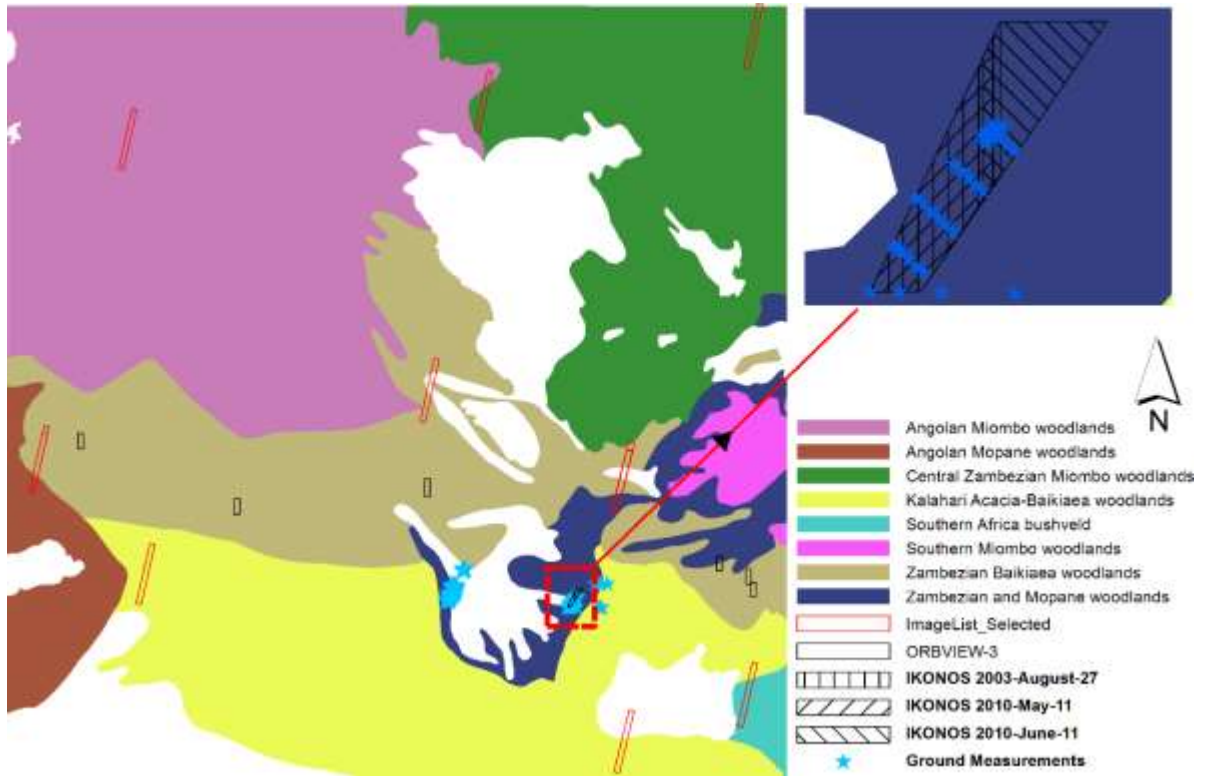 N
Angolan Miombo woodlands
Angolan Mopane woodlands
Central Zambezian Miombo woodlands
Kalahari Acacia-Baikiaea woodlands
Southern Africa bushveld
Southern Miombo woodlands
Zambezian Baikiaea woodlands
Zambezian and Mopane woodlands
ImageList_Selected
ORBVIEW-3
IKONOS 2003-August-27
IKONOS 2010-May-11
IKONOS 2010-June-11
Ground Measurements